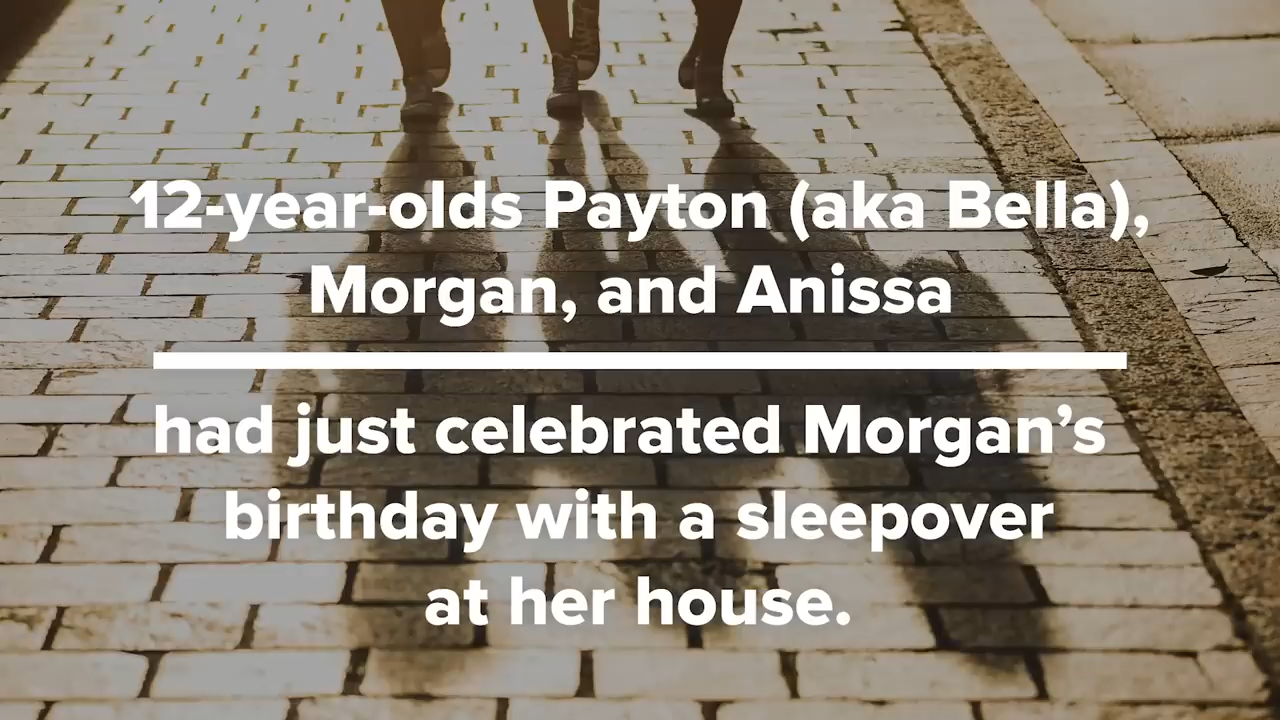 12-year-olds Payton (aka Bella),
Morgan, and Anissa
had just celebrated Morgan’s
birthday with a sleepover
at her house.